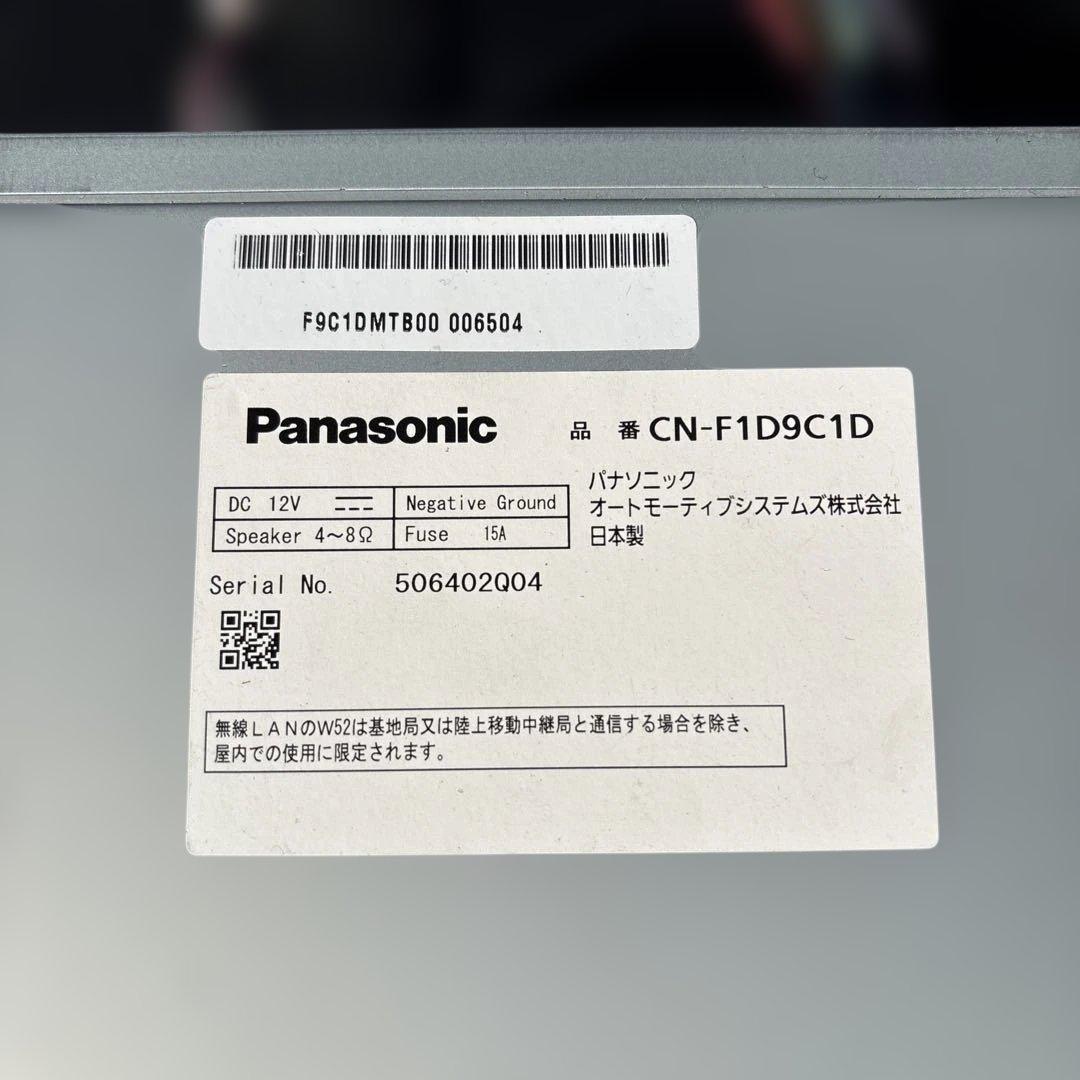 F9C1DMTB00 006504
Panasonic 品 番 CN-F1D9C1D
DC 12V Negative Ground
Speaker 4〜8Ω Fuse 15A
パナソニック
オートモーティブシステムズ株式会社
日本製
Serial No. 506402Q04
無線LANのW52は基地局又は陸上移動中継局と通信する場合を除き、
屋内での使用に限定されます。